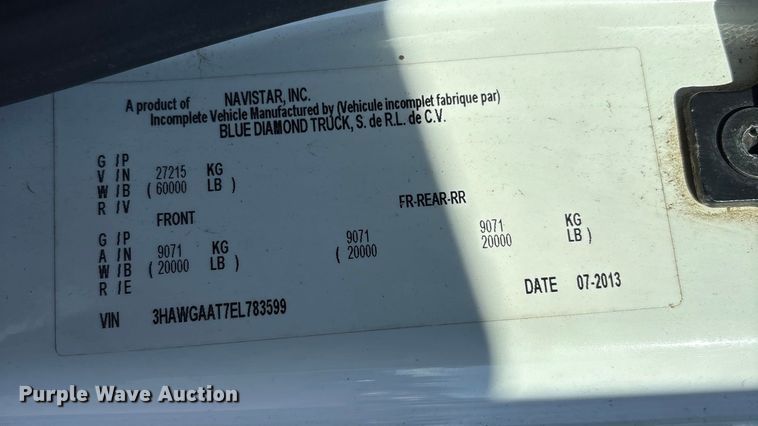 A product of NAVISTAR, INC.
Incomplete Vehicle Manufactured by (Vehicule incomplet fabrique par)
BLUE DIAMOND TRUCK, S. de R.L. de C.V.
G /P
V /N 27215 KG
W /B ( 60000 LB )
R /V
FRONT FR-REAR-RR
G /P
A /N 9071 KG 9071 9071 KG
W /B ( 20000 LB ) ( 20000 20000 LB )
R /E
DATE 07-2013
VIN 3HAWGAAT7EL783599
Purple Wave Auction